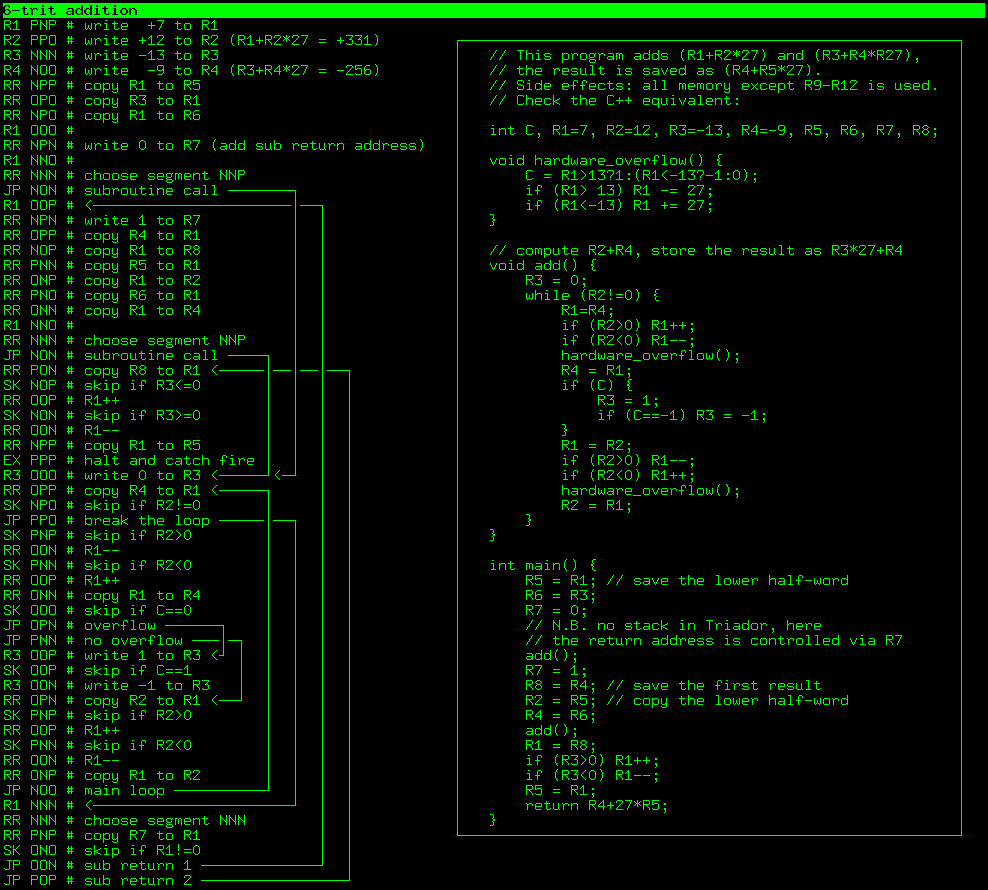 6-trit addition
R1 PNP # write  +7 to R1
R2 PPO # write +12 to R2 (R1+R2*27 = +331)
R3 NNN # write -13 to R3
R4 NOO # write  -9 to R4 (R3+R4*27 = -256)
RR NPP # copy R1 to R5
RR OPO # copy R3 to R1
RR NPO # copy R1 to R6
R1 OOO #
RR NPN # write 0 to R7 (add sub return address)
R1 NNO #
RR NNN # choose segment NNP
JP NON # subroutine call
R1 OOP # <
RR NPN # write 1 to R7
RR OPP # copy R4 to R1
RR NOP # copy R1 to R8
RR PNN # copy R5 to R1
RR ONP # copy R1 to R2
RR PNO # copy R6 to R1
RR ONN # copy R1 to R4
R1 NNO #
RR NNN # choose segment NNP
JP NON # subroutine call
RR PON # copy R8 to R1 <
SK NOP # skip if R3<=0
RR OOP # R1++
SK NON # skip if R3>=0
RR OON # R1--
RR NPP # copy R1 to R5
EX PPP # halt and catch fire
R3 OOO # write 0 to R3 < <
RR OPP # copy R4 to R1 <
SK NPO # skip if R2!=0
JP PPO # break the loop
SK PNP # skip if R2>0
RR OON # R1--
SK PNN # skip if R2<0
RR OOP # R1++
RR ONN # copy R1 to R4
SK OOO # skip if C==0
JP OPN # overflow
JP PNN # no overflow
R3 OOP # write 1 to R3 <
SK OOP # skip if C==1
R3 OON # write -1 to R3
RR OPN # copy R2 to R1 <
SK PNP # skip if R2>0
RR OOP # R1++
SK PNN # skip if R2<0
RR OON # R1--
RR ONP # copy R1 to R2
JP NOO # main loop
R1 NNN # <
RR NNN # choose segment NNN
RR PNP # copy R7 to R1
SK ONO # skip if R1!=0
JP OON # sub return 1
JP POP # sub return 2
// This program adds (R1+R2*27) and (R3+R4*R27),
// the result is saved as (R4+R5*27).
// Side effects: all memory except R9-R12 is used.
// Check the C++ equivalent:
int C, R1=7, R2=12, R3=-13, R4=-9, R5, R6, R7, R8;
void hardware_overflow() {
    C = R1>13?1:(R1<-13?-1:0);
    if (R1> 13) R1 -= 27;
    if (R1<-13) R1 += 27;
}
// compute R2+R4, store the result as R3*27+R4
void add() {
    R3 = 0;
    while (R2!=0) {
        R1=R4;
        if (R2>0) R1++;
        if (R2<0) R1--;
        hardware_overflow();
        R4 = R1;
        if (C) {
            R3 = 1;
            if (C==-1) R3 = -1;
        }
        R1 = R2;
        if (R2>0) R1--;
        if (R2<0) R1++;
        hardware_overflow();
        R2 = R1;
    }
}
int main() {
    R5 = R1; // save the lower half-word
    R6 = R3;
    R7 = 0;
    // N.B. no stack in Triador, here
    // the return address is controlled via R7
    add();
    R7 = 1;
    R8 = R4; // save the first result
    R2 = R5; // copy the lower half-word
    R4 = R6;
    add();
    R1 = R8;
    if (R3>0) R1++;
    if (R3<0) R1--;
    R5 = R1;
    return R4+27*R5;
}